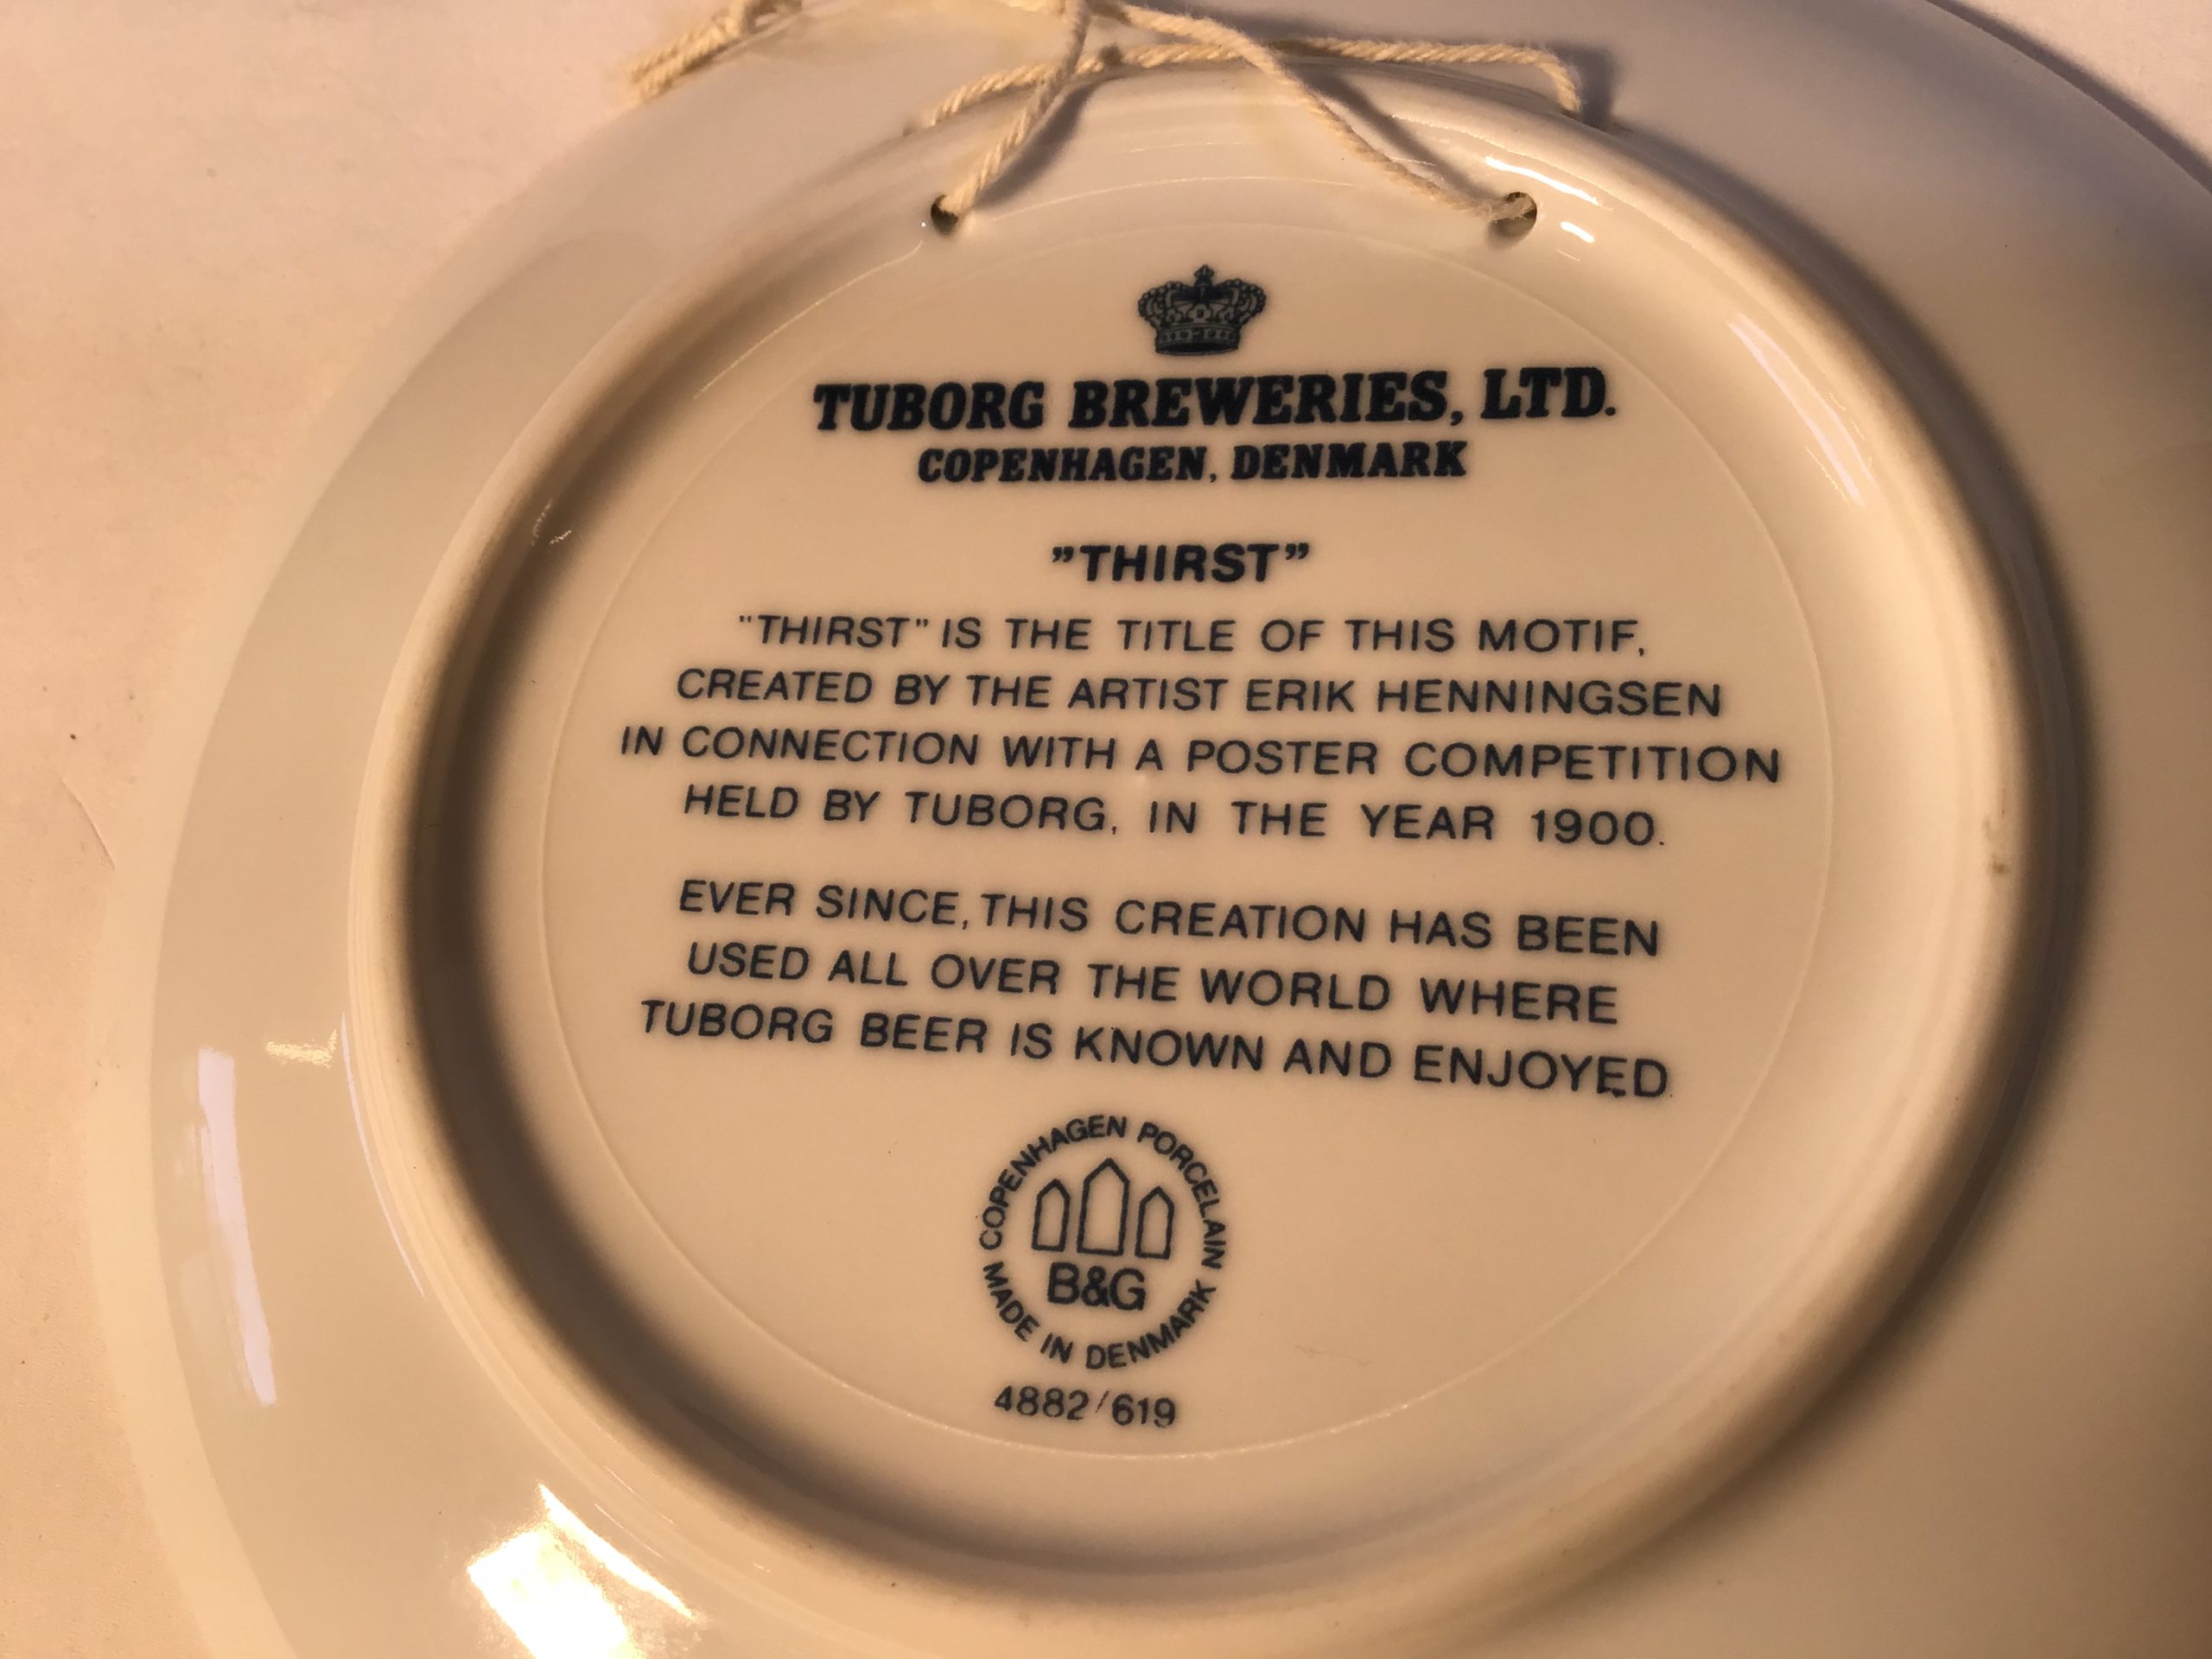 TUBORG BREWERIES, LTD.
COPENHAGEN, DENMARK
”THIRST”
"THIRST" IS THE TITLE OF THIS MOTIF,
CREATED BY THE ARTIST ERIK HENNINGSEN
IN CONNECTION WITH A POSTER COMPETITION
HELD BY TUBORG, IN THE YEAR 1900.
EVER SINCE, THIS CREATION HAS BEEN
USED ALL OVER THE WORLD WHERE
TUBORG BEER IS KNOWN AND ENJOYED.
COPENHAGEN PORCELAIN
B&G
MADE IN DENMARK
4882/619